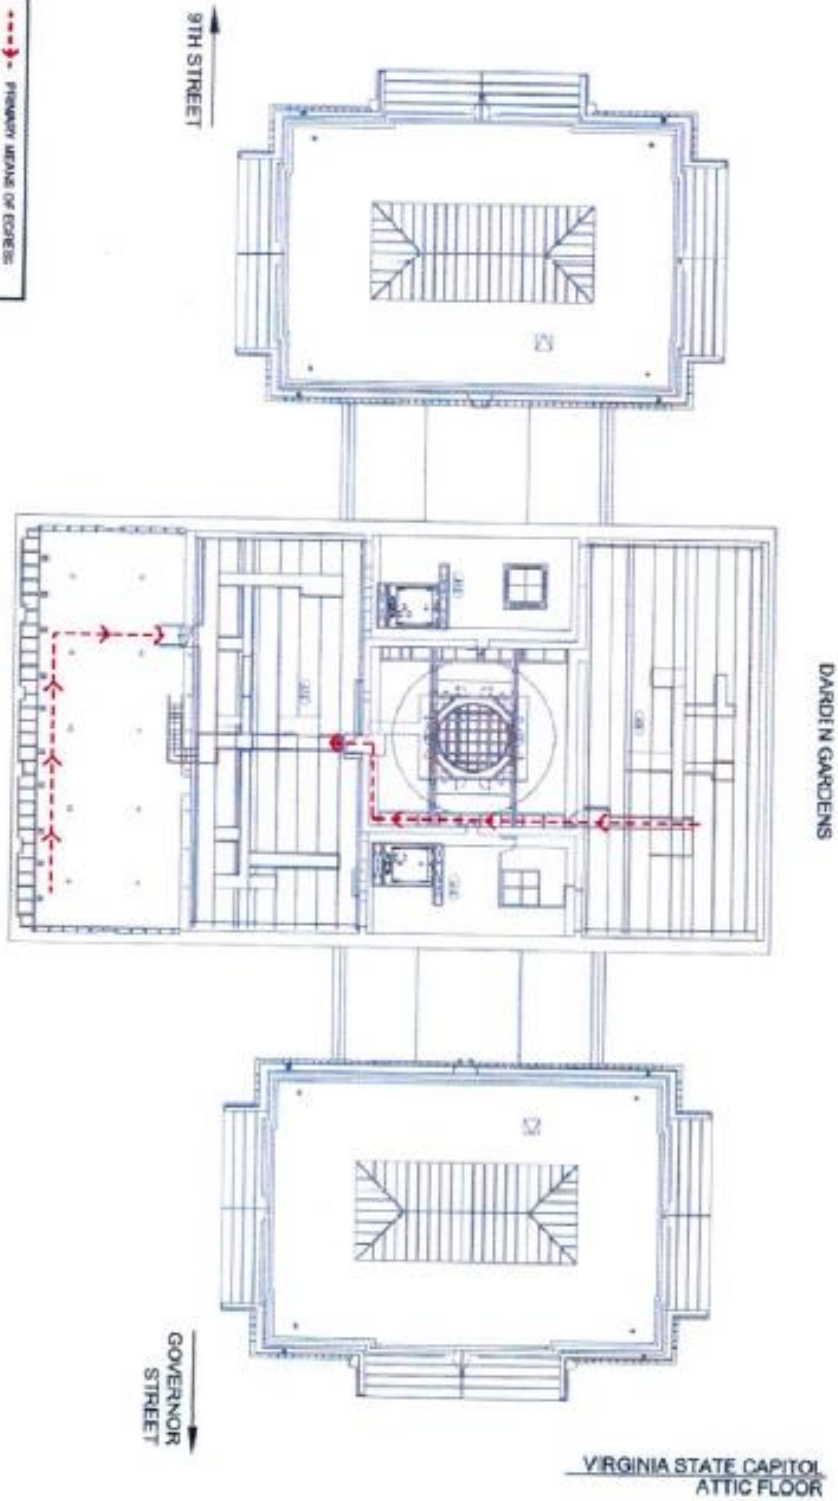 9TH STREET
PRIMARY MEANS OF EGRESS
DARDEN GARDENS
GOVERNOR
STREET
VIRGINIA STATE CAPITOL
ATTIC FLOOR